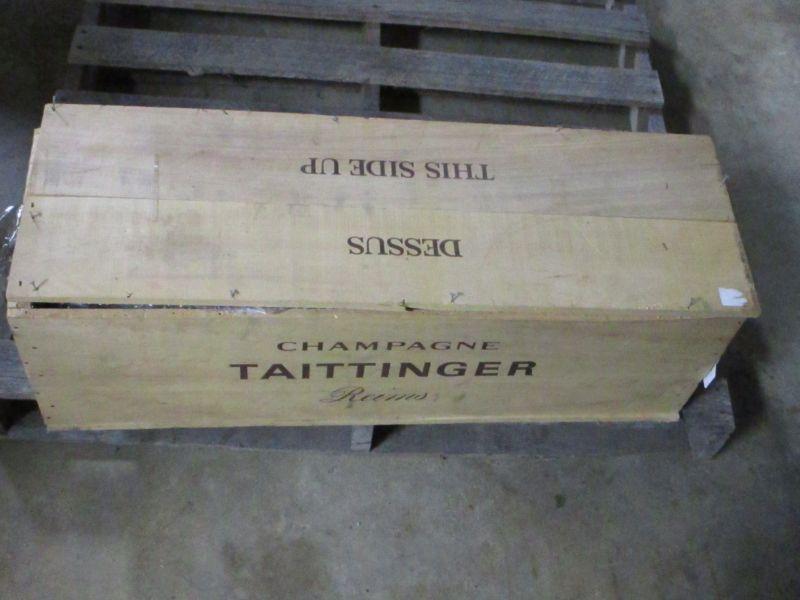 THIS SIDE UP
DESSUS
CHAMPAGNE
TAITTINGER
Reims